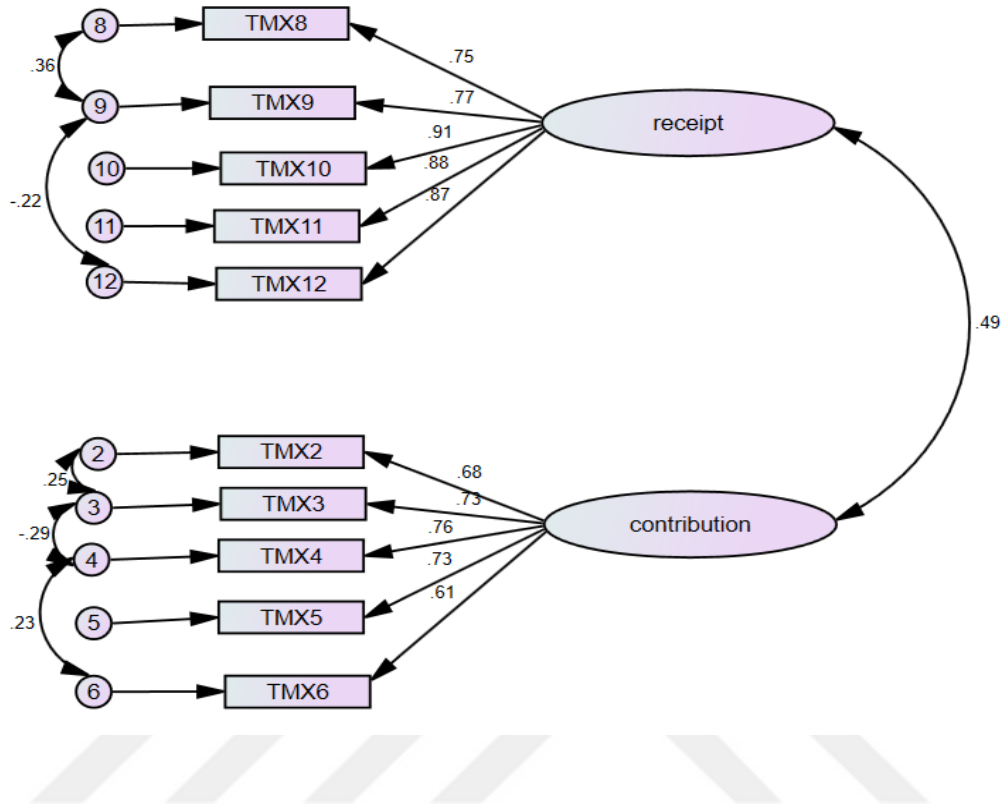 8 TMX8
.36
.75
9 TMX9
.77
receipt
.91
10 TMX10
.88
-.22
.87
11 TMX11
12 TMX12
.49
2 TMX2
.68
.25
3 TMX3
.73
contribution
-.29
.76
4 TMX4
.73
.61
.23
5 TMX5
6 TMX6